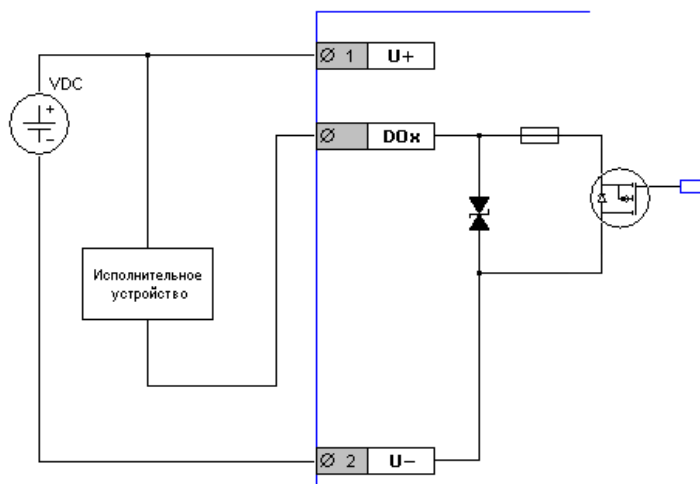 Ø 1 U+
VDC
+
-
Ø DOx
Исполнительное
устройство
Ø 2 U-